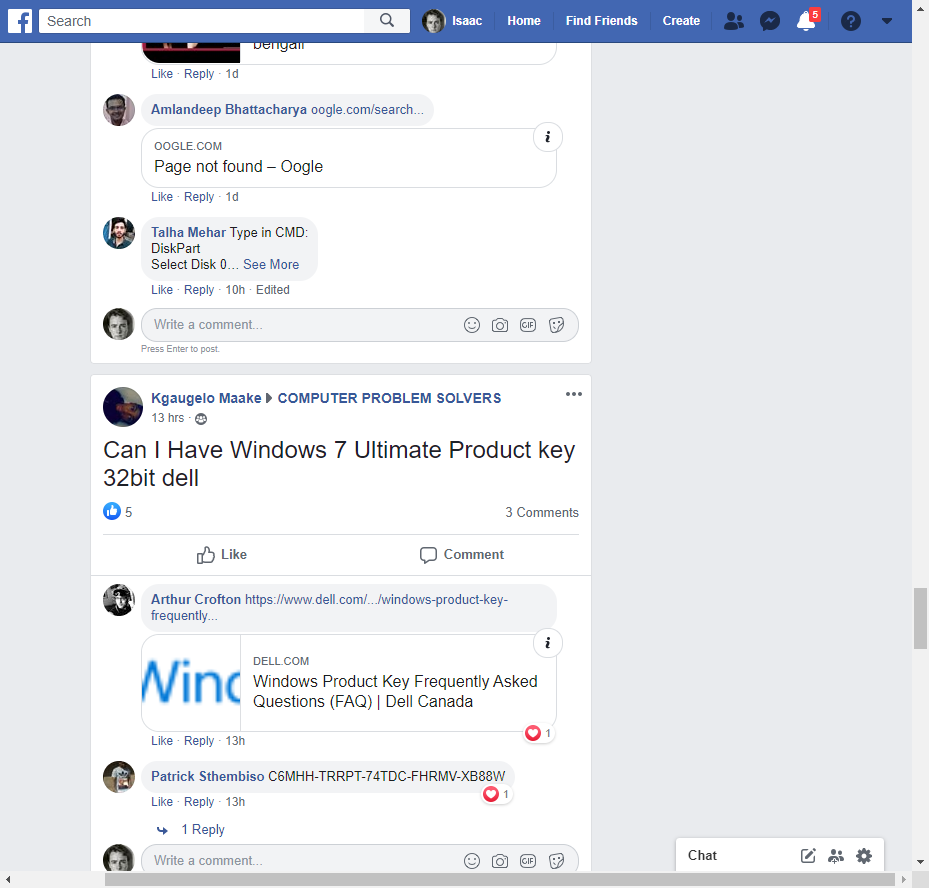 Search
Isaac
Home
Find Friends
Create
5
bengali
Like · Reply · 1d
Amlandeep Bhattacharya oogle.com/search...
OOGLE.COM
Page not found – Oogle
Like · Reply · 1d
Talha Mehar Type in CMD:
DiskPart
Select Disk 0... See More
Like · Reply · 10h · Edited
Write a comment...
GIF
Press Enter to post.
Kgaugelo Maake COMPUTER PROBLEM SOLVERS
13 hrs ·
Can I Have Windows 7 Ultimate Product key
32bit dell
5
3 Comments
Like
Comment
Arthur Crofton https://www.dell.com/.../windows-product-key-
frequently...
Wind
DELL.COM
Windows Product Key Frequently Asked
Questions (FAQ) | Dell Canada
1
Like · Reply · 13h
Patrick Sthembiso C6MHH-TRRPT-74TDC-FHRMV-XB88W
1
Like · Reply · 13h
1 Reply
Write a comment...
GIF
Chat